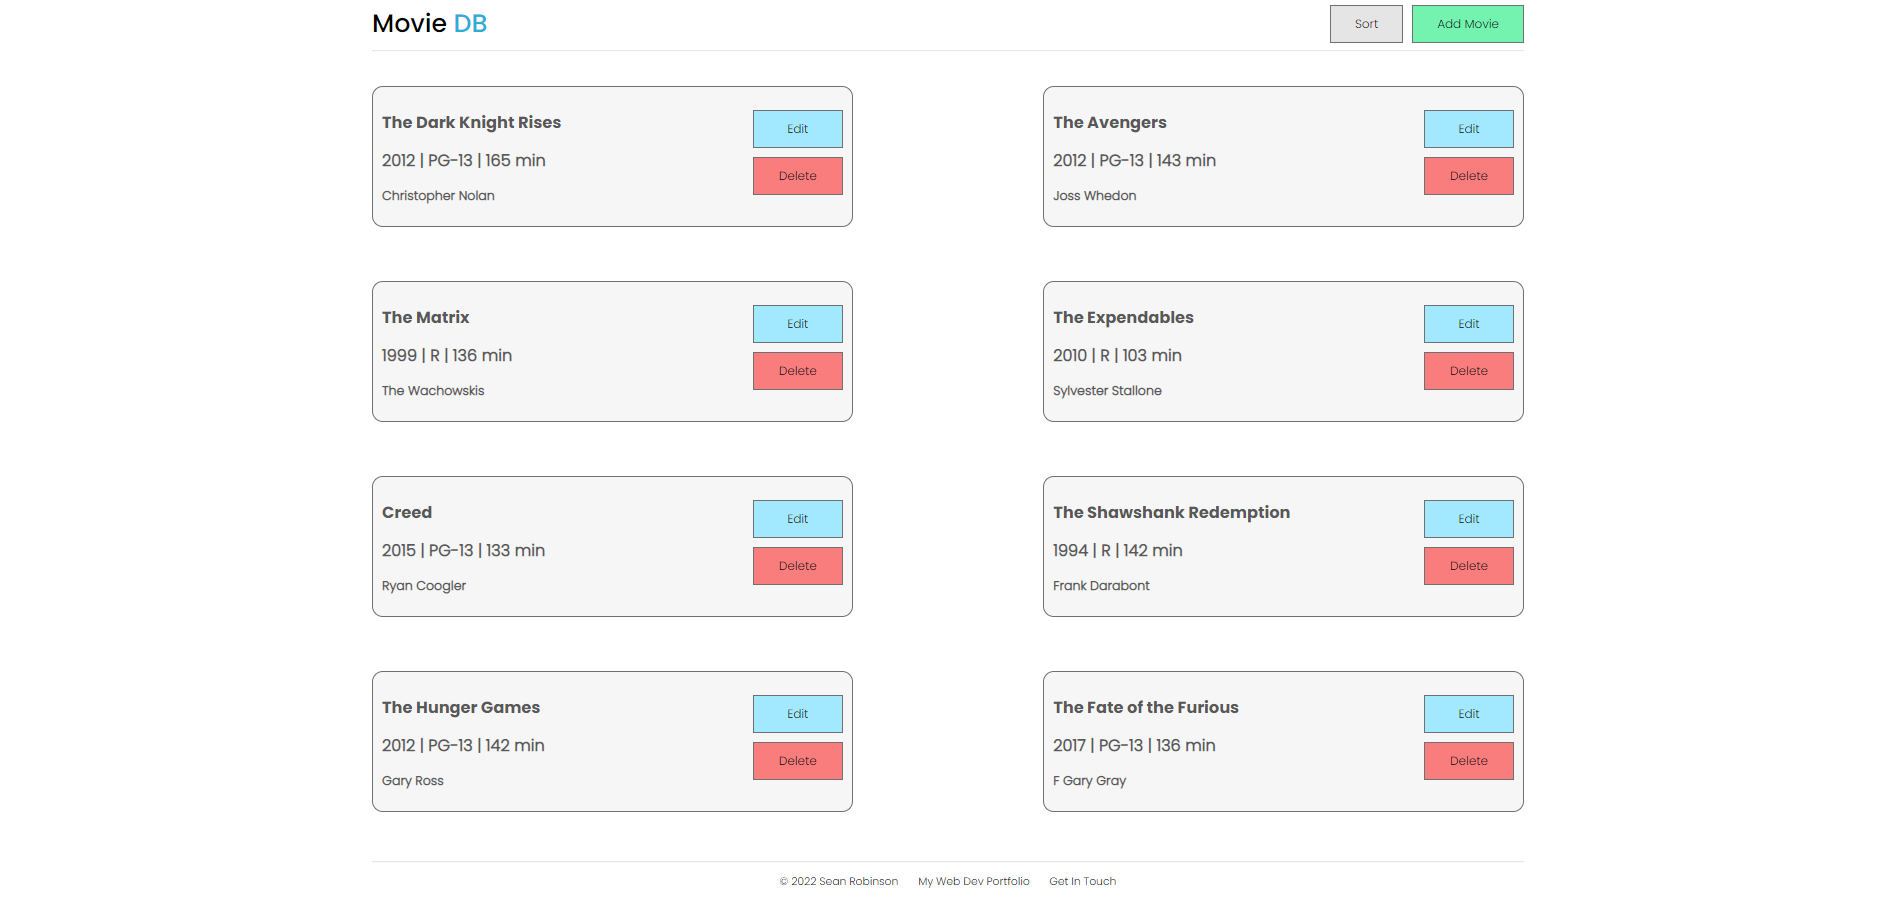 Movie DB
Sort
Add Movie
The Dark Knight Rises
2012 | PG-13 | 165 min
Christopher Nolan
Edit
Delete
The Avengers
2012 | PG-13 | 143 min
Joss Whedon
Edit
Delete
The Matrix
1999 | R | 136 min
The Wachowskis
Edit
Delete
The Expendables
2010 | R | 103 min
Sylvester Stallone
Edit
Delete
Creed
2015 | PG-13 | 133 min
Ryan Coogler
Edit
Delete
The Shawshank Redemption
1994 | R | 142 min
Frank Darabont
Edit
Delete
The Hunger Games
2012 | PG-13 | 142 min
Gary Ross
Edit
Delete
The Fate of the Furious
2017 | PG-13 | 136 min
F Gary Gray
Edit
Delete
© 2022 Sean Robinson
My Web Dev Portfolio
Get In Touch